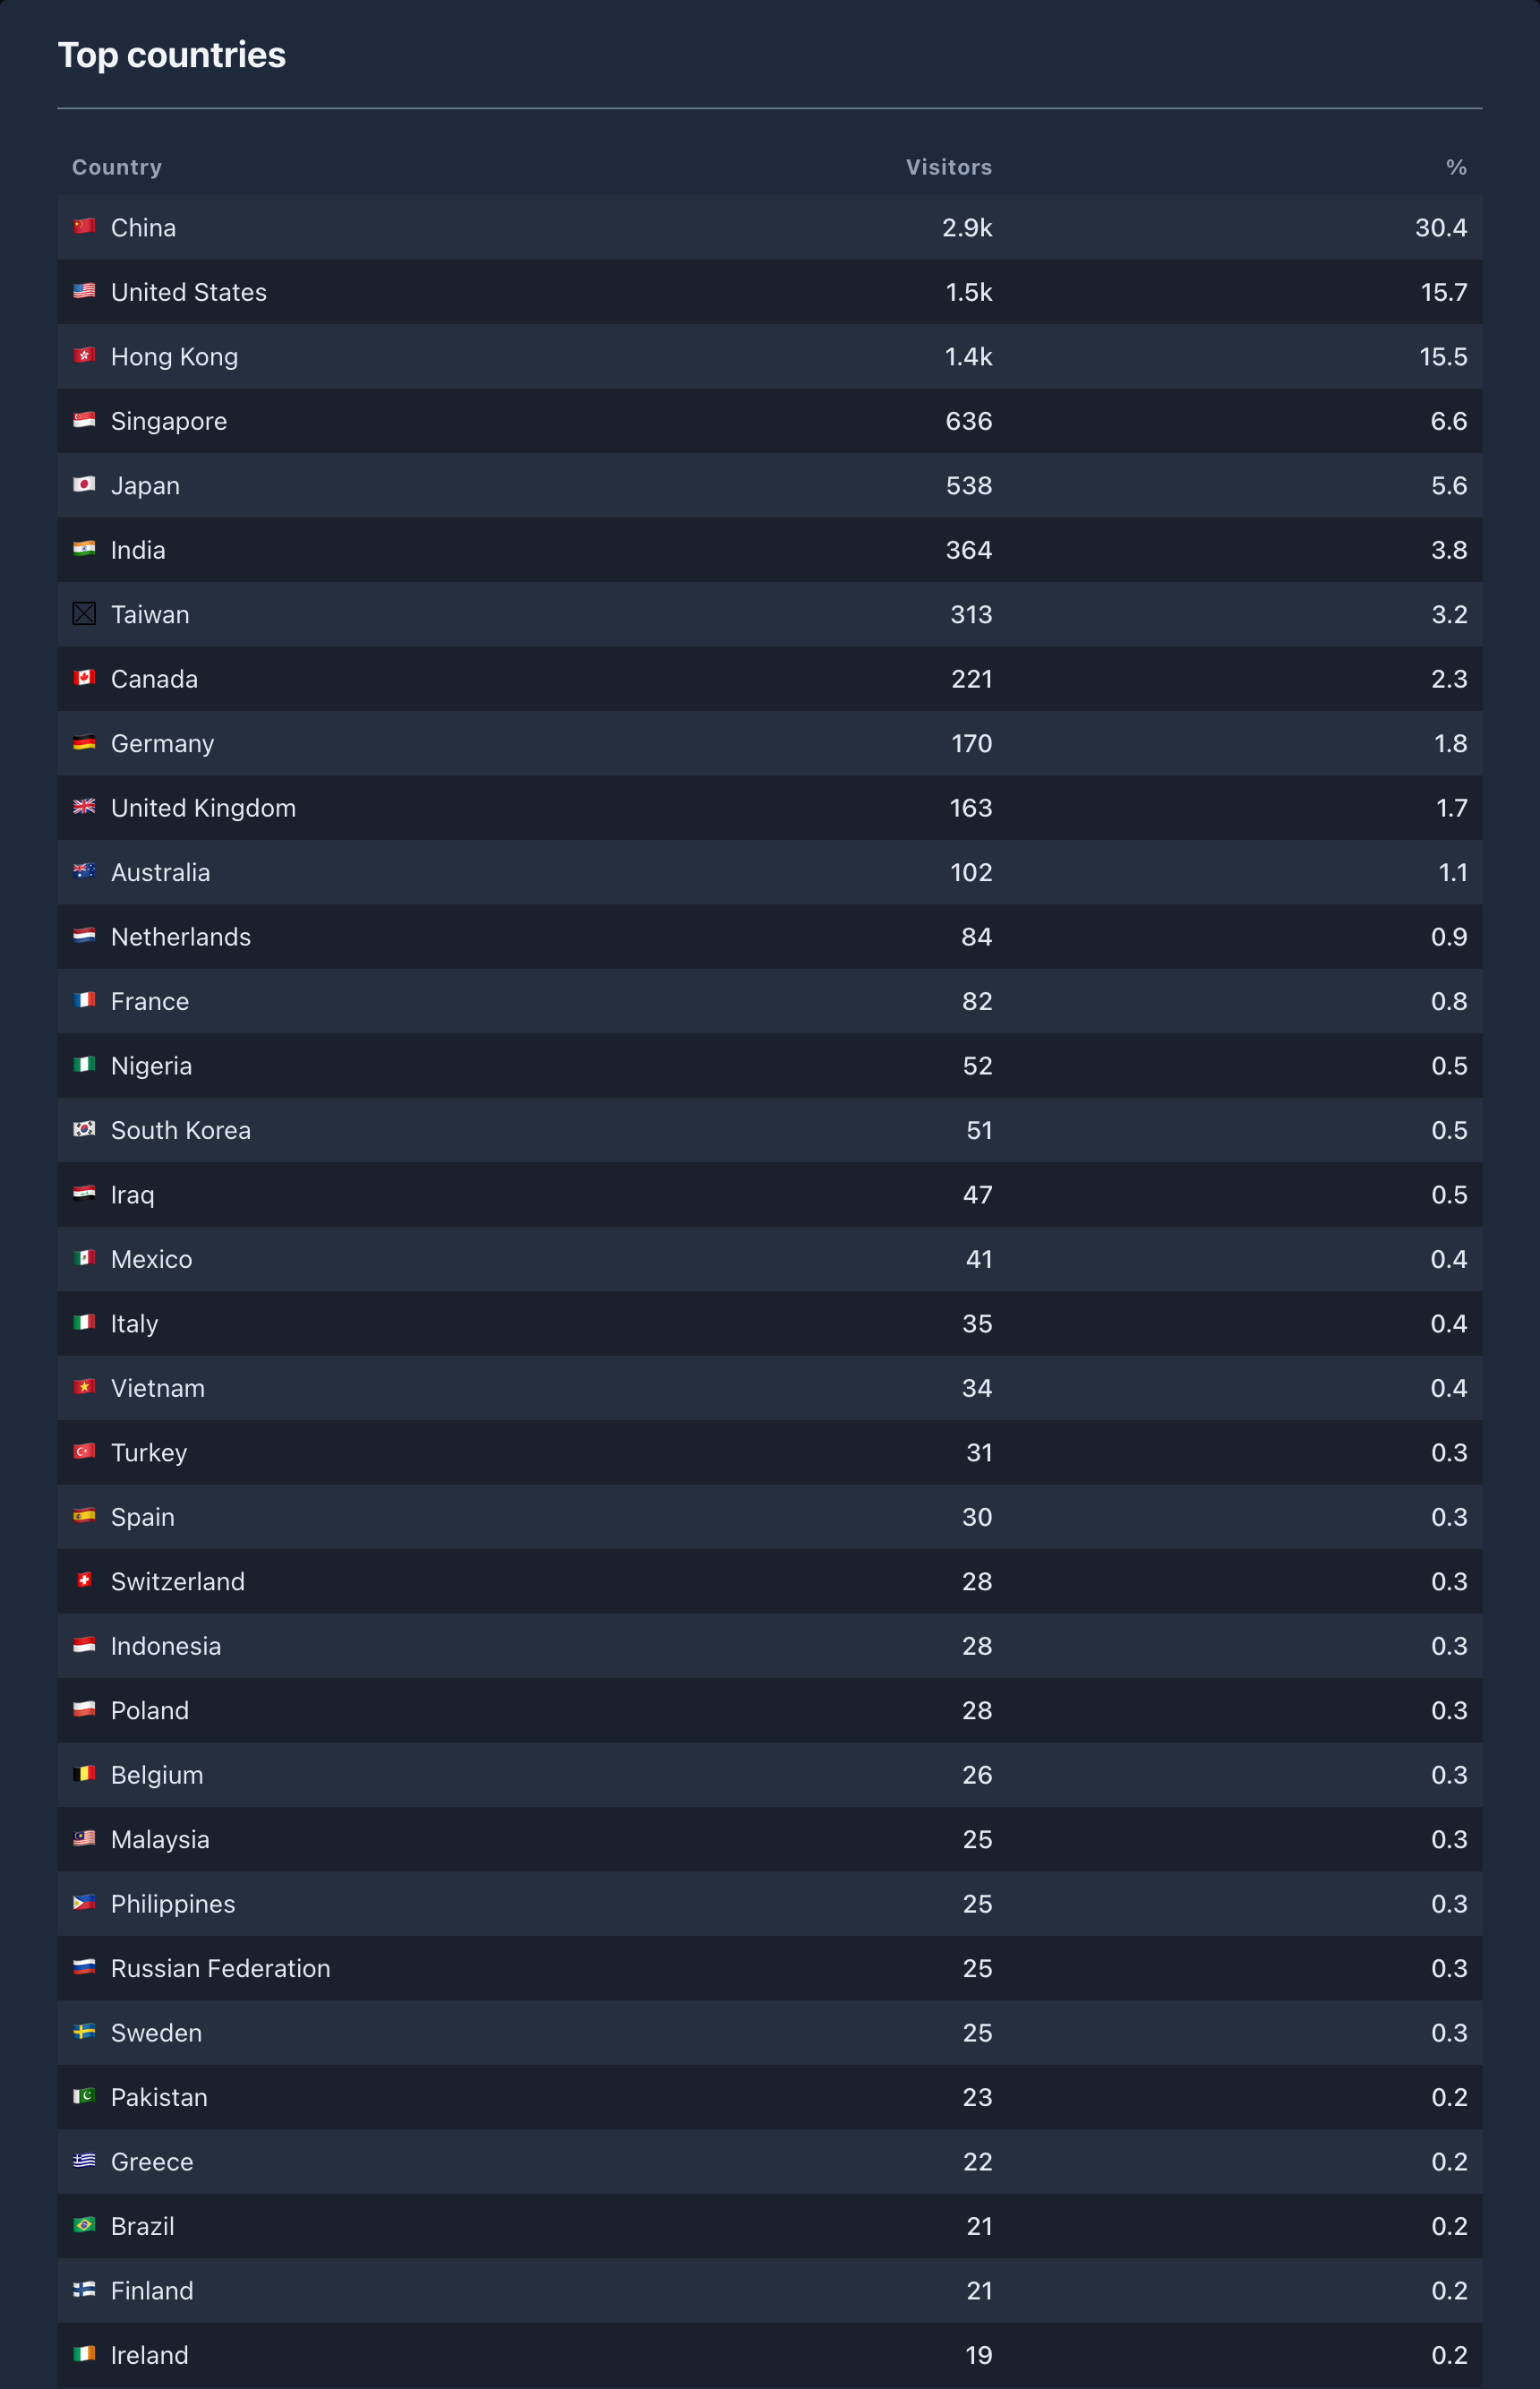 Top countries
Country Visitors %
China 2.9k 30.4
United States 1.5k 15.7
Hong Kong 1.4k 15.5
Singapore 636 6.6
Japan 538 5.6
India 364 3.8
Taiwan 313 3.2
Canada 221 2.3
Germany 170 1.8
United Kingdom 163 1.7
Australia 102 1.1
Netherlands 84 0.9
France 82 0.8
Nigeria 52 0.5
South Korea 51 0.5
Iraq 47 0.5
Mexico 41 0.4
Italy 35 0.4
Vietnam 34 0.4
Turkey 31 0.3
Spain 30 0.3
Switzerland 28 0.3
Indonesia 28 0.3
Poland 28 0.3
Belgium 26 0.3
Malaysia 25 0.3
Philippines 25 0.3
Russian Federation 25 0.3
Sweden 25 0.3
Pakistan 23 0.2
Greece 22 0.2
Brazil 21 0.2
Finland 21 0.2
Ireland 19 0.2